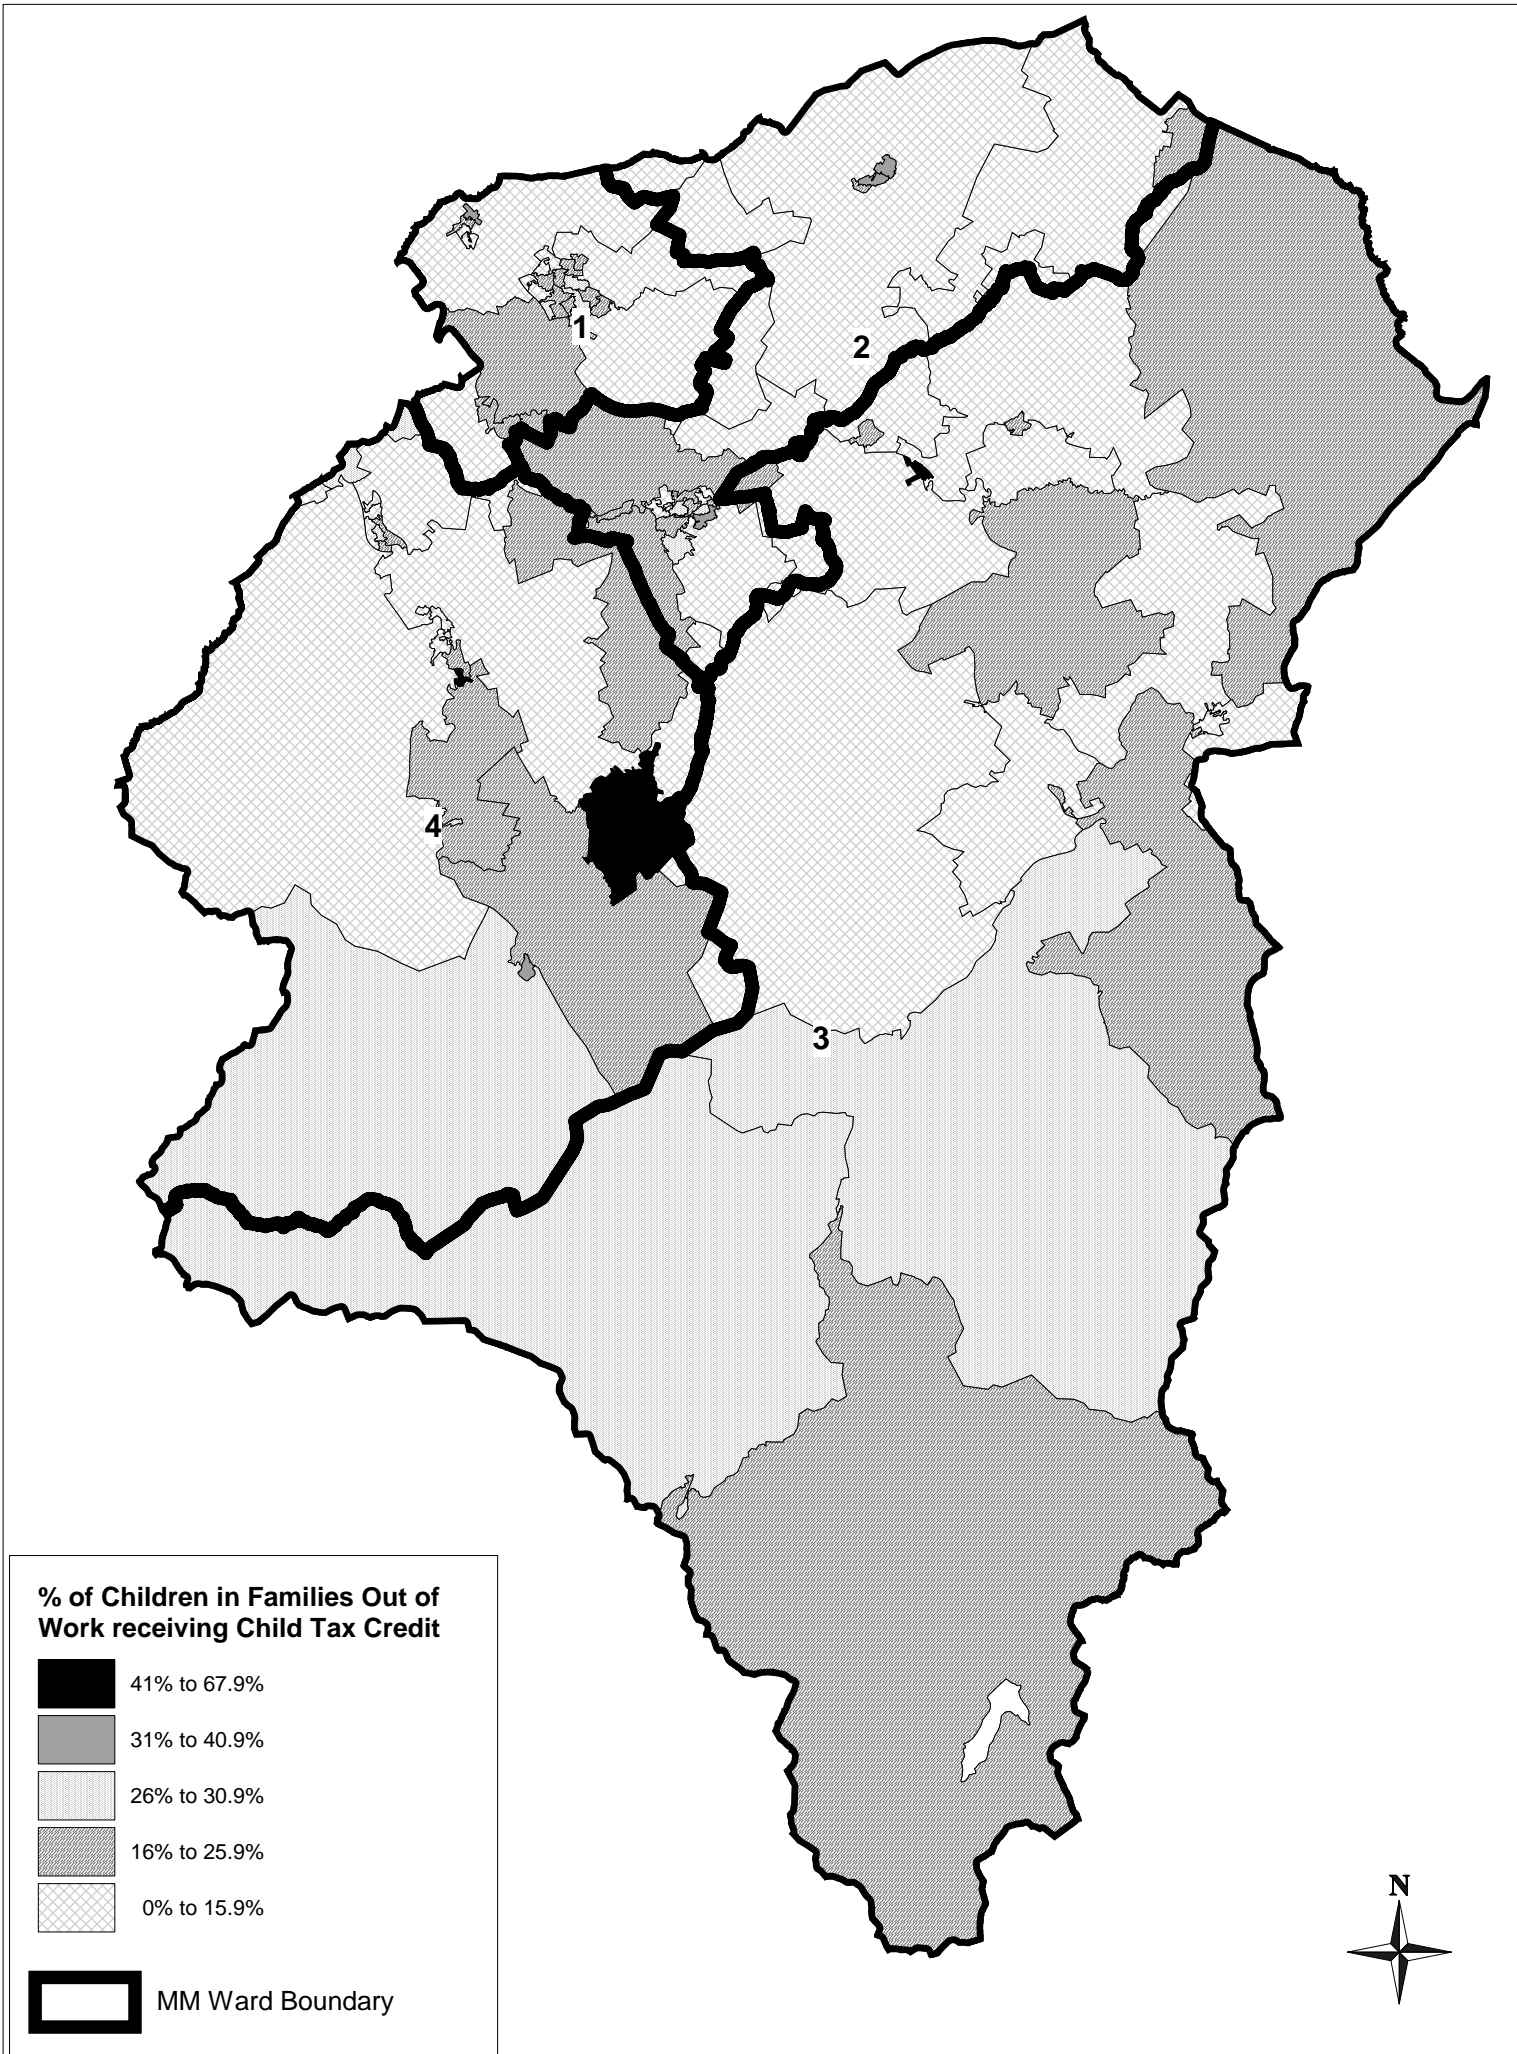 1
2
4
3
% of Children in Families Out of
Work receiving Child Tax Credit
41% to 67.9%
31% to 40.9%
26% to 30.9%
16% to 25.9%
0% to 15.9%
MM Ward Boundary
N